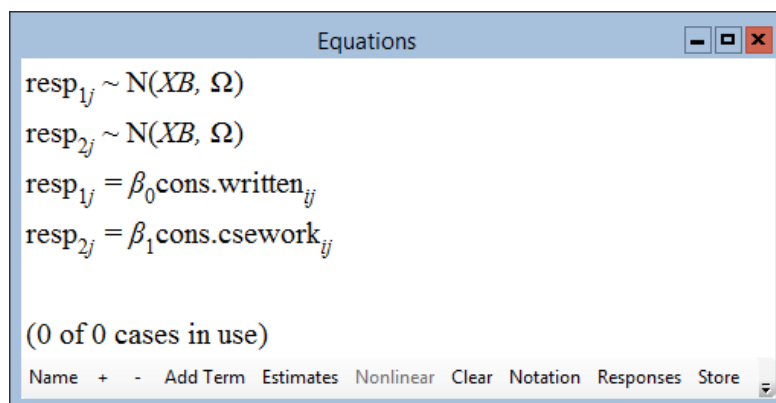 Equations
resp₁ⱼ ~ N(XB, Ω)
resp₂ⱼ ~ N(XB, Ω)
resp₁ⱼ = β₀cons.writtenᵢⱼ
resp₂ⱼ = β₁cons.cseworkᵢⱼ
(0 of 0 cases in use)
Name + - Add Term Estimates Nonlinear Clear Notation Responses Store